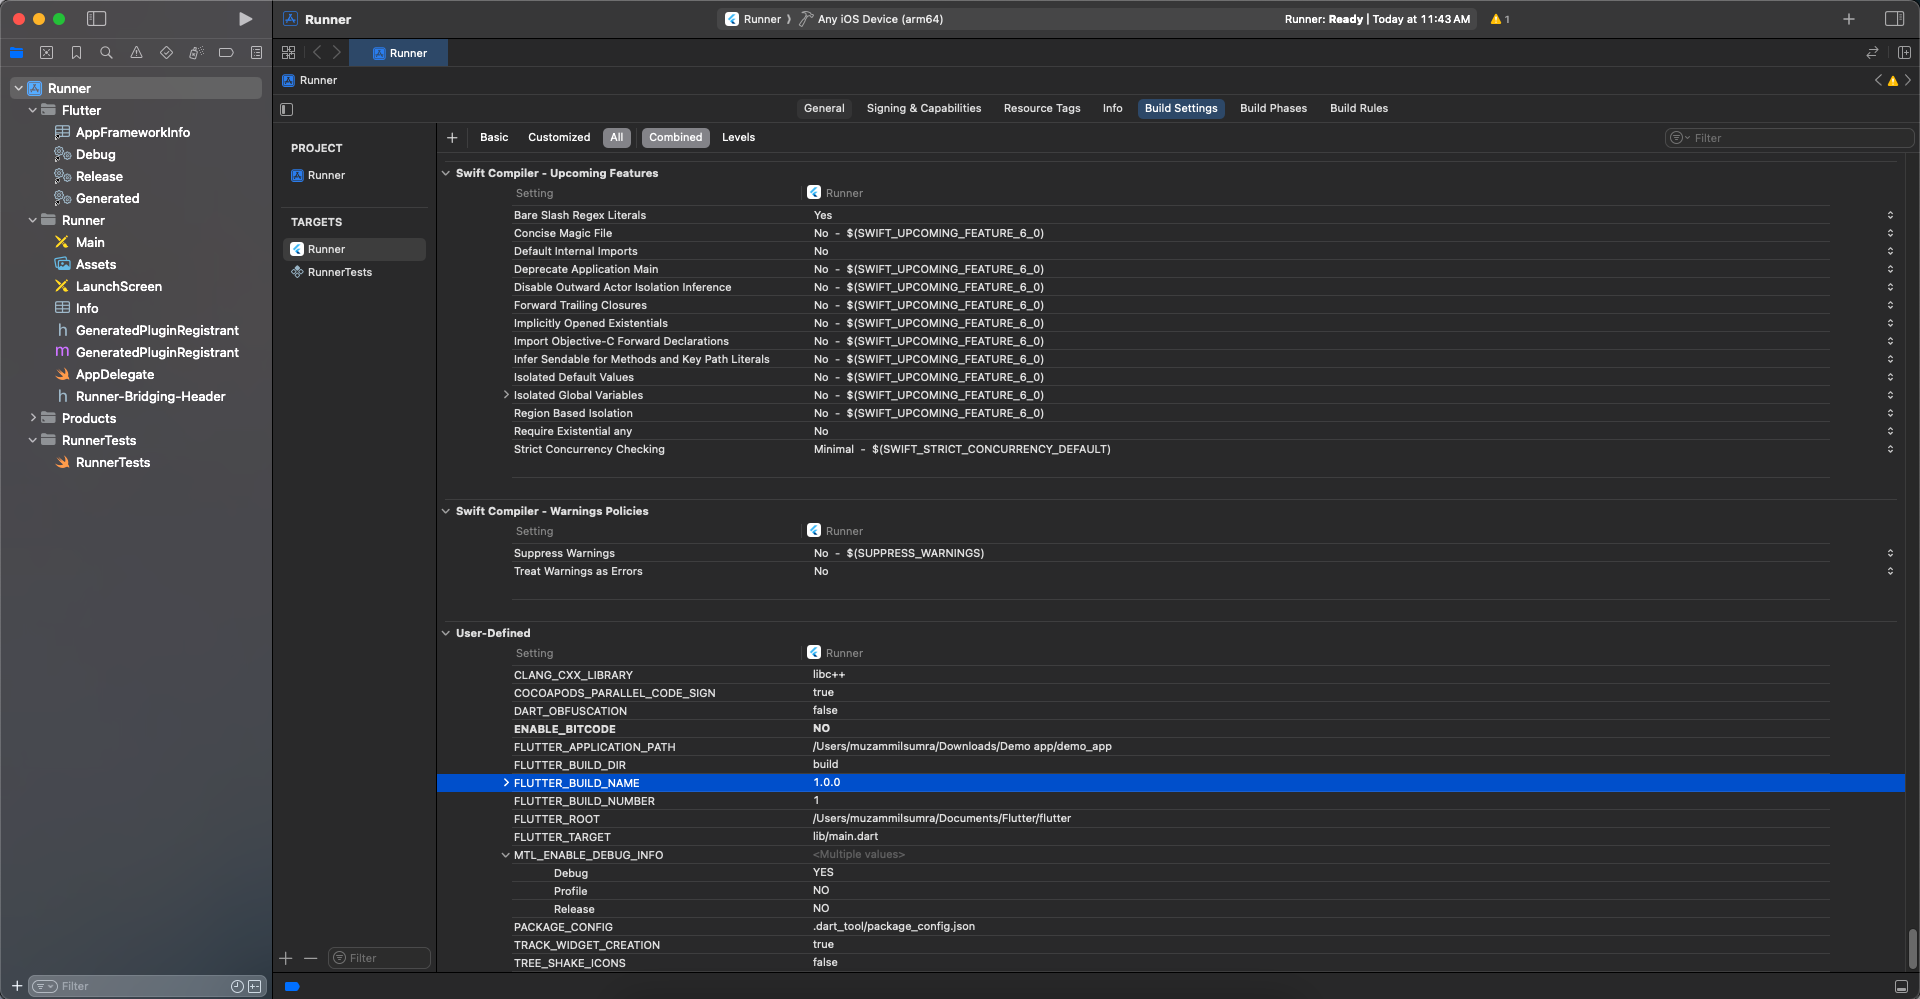 Runner
Runner
Any iOS Device (arm64)
Runner: Ready | Today at 11:43 AM
1
Runner
Runner
General
Signing & Capabilities
Resource Tags
Info
Build Settings
Build Phases
Build Rules
Basic
Customized
All
Combined
Levels
Filter
Runner
Flutter
AppFrameworkInfo
Debug
Release
Generated
Runner
Main
Assets
LaunchScreen
Info
h GeneratedPluginRegistrant
m GeneratedPluginRegistrant
AppDelegate
h Runner-Bridging-Header
Products
RunnerTests
RunnerTests
Filter
PROJECT
Runner
TARGETS
Runner
RunnerTests
Filter
Swift Compiler - Upcoming Features
Setting Runner
Bare Slash Regex Literals Yes
Concise Magic File No - $(SWIFT_UPCOMING_FEATURE_6_0)
Default Internal Imports No
Deprecate Application Main No - $(SWIFT_UPCOMING_FEATURE_6_0)
Disable Outward Actor Isolation Inference No - $(SWIFT_UPCOMING_FEATURE_6_0)
Forward Trailing Closures No - $(SWIFT_UPCOMING_FEATURE_6_0)
Implicitly Opened Existentials No - $(SWIFT_UPCOMING_FEATURE_6_0)
Import Objective-C Forward Declarations No - $(SWIFT_UPCOMING_FEATURE_6_0)
Infer Sendable for Methods and Key Path Literals No - $(SWIFT_UPCOMING_FEATURE_6_0)
Isolated Default Values No - $(SWIFT_UPCOMING_FEATURE_6_0)
Isolated Global Variables No - $(SWIFT_UPCOMING_FEATURE_6_0)
Region Based Isolation No - $(SWIFT_UPCOMING_FEATURE_6_0)
Require Existential any No
Strict Concurrency Checking Minimal - $(SWIFT_STRICT_CONCURRENCY_DEFAULT)
Swift Compiler - Warnings Policies
Setting Runner
Suppress Warnings No - $(SUPPRESS_WARNINGS)
Treat Warnings as Errors No
User-Defined
Setting Runner
CLANG_CXX_LIBRARY libc++
COCOAPODS_PARALLEL_CODE_SIGN true
DART_OBFUSCATION false
ENABLE_BITCODE NO
FLUTTER_APPLICATION_PATH /Users/muzammilsumra/Downloads/Demo app/demo_app
FLUTTER_BUILD_DIR build
FLUTTER_BUILD_NAME 1.0.0
FLUTTER_BUILD_NUMBER 1
FLUTTER_ROOT /Users/muzammilsumra/Documents/Flutter/flutter
FLUTTER_TARGET lib/main.dart
MTL_ENABLE_DEBUG_INFO <Multiple values>
Debug YES
Profile NO
Release NO
PACKAGE_CONFIG .dart_tool/package_config.json
TRACK_WIDGET_CREATION true
TREE_SHAKE_ICONS false